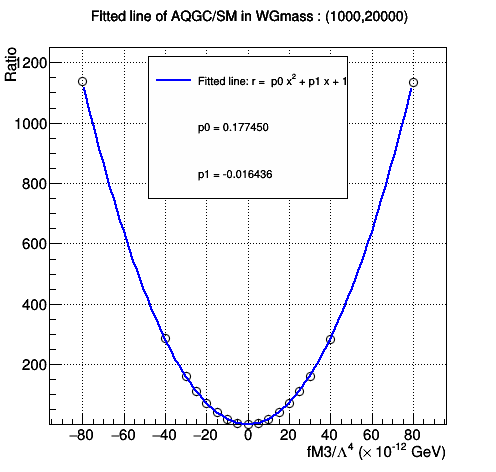 FItted line of AQGC/SM in WGmass : (1000,20000)
Ratio
1200
1000
800
600
400
200
Fitted line: r = p0 x² + p1 x + 1
p0 = 0.177450
p1 = -0.016436
−80 −60 −40 −20 0 20 40 60 80
fM3/Λ⁴ (× 10⁻¹² GeV)